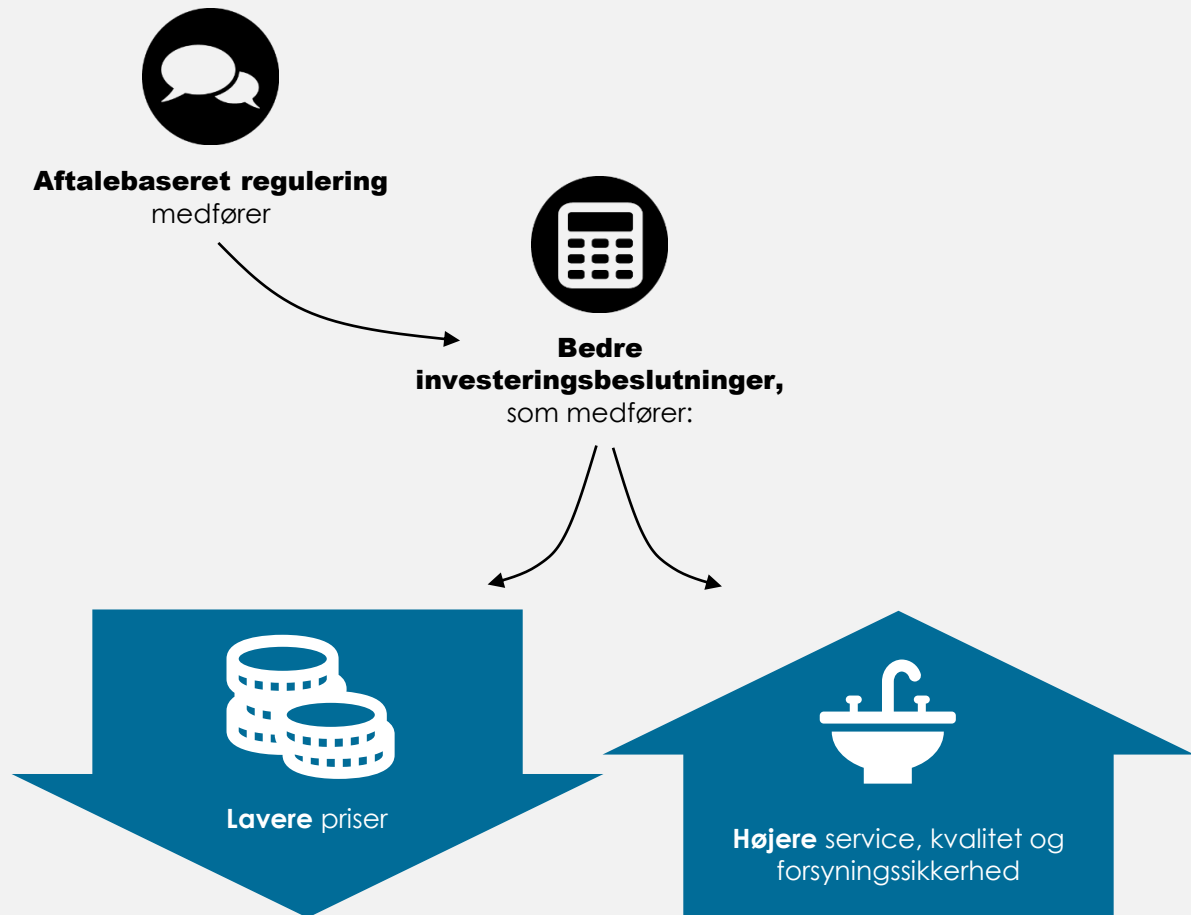 Aftalebaseret regulering
medfører
Bedre
investeringsbeslutninger,
som medfører:
Lavere priser
Højere service, kvalitet og
forsyningssikkerhed